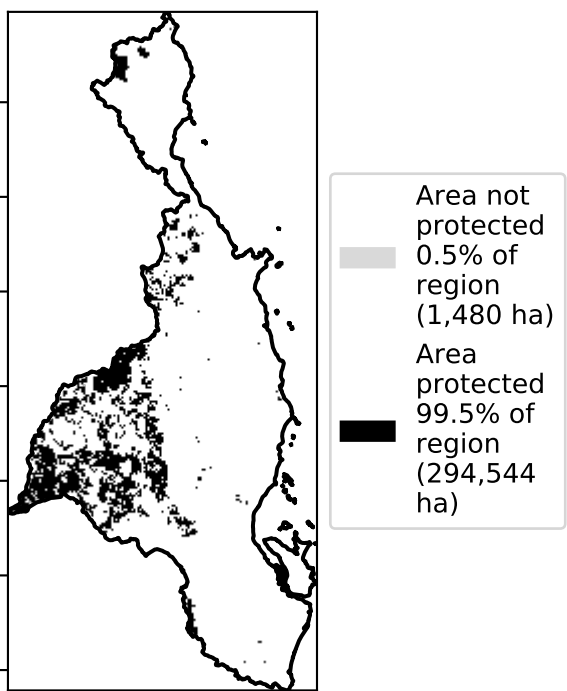 Area not
protected
0.5% of
region
(1,480 ha)
Area
protected
99.5% of
region
(294,544
ha)